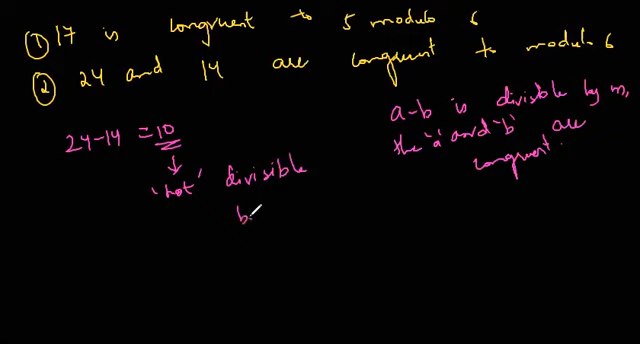 ① 17 is congruent to 5 modulo 6
② 24 and 14 are congruent to modulo 6
a-b is divisible by m,
the 'a' and 'b' are
congruent.
24-14 = 10
↓
'not' divisible
b